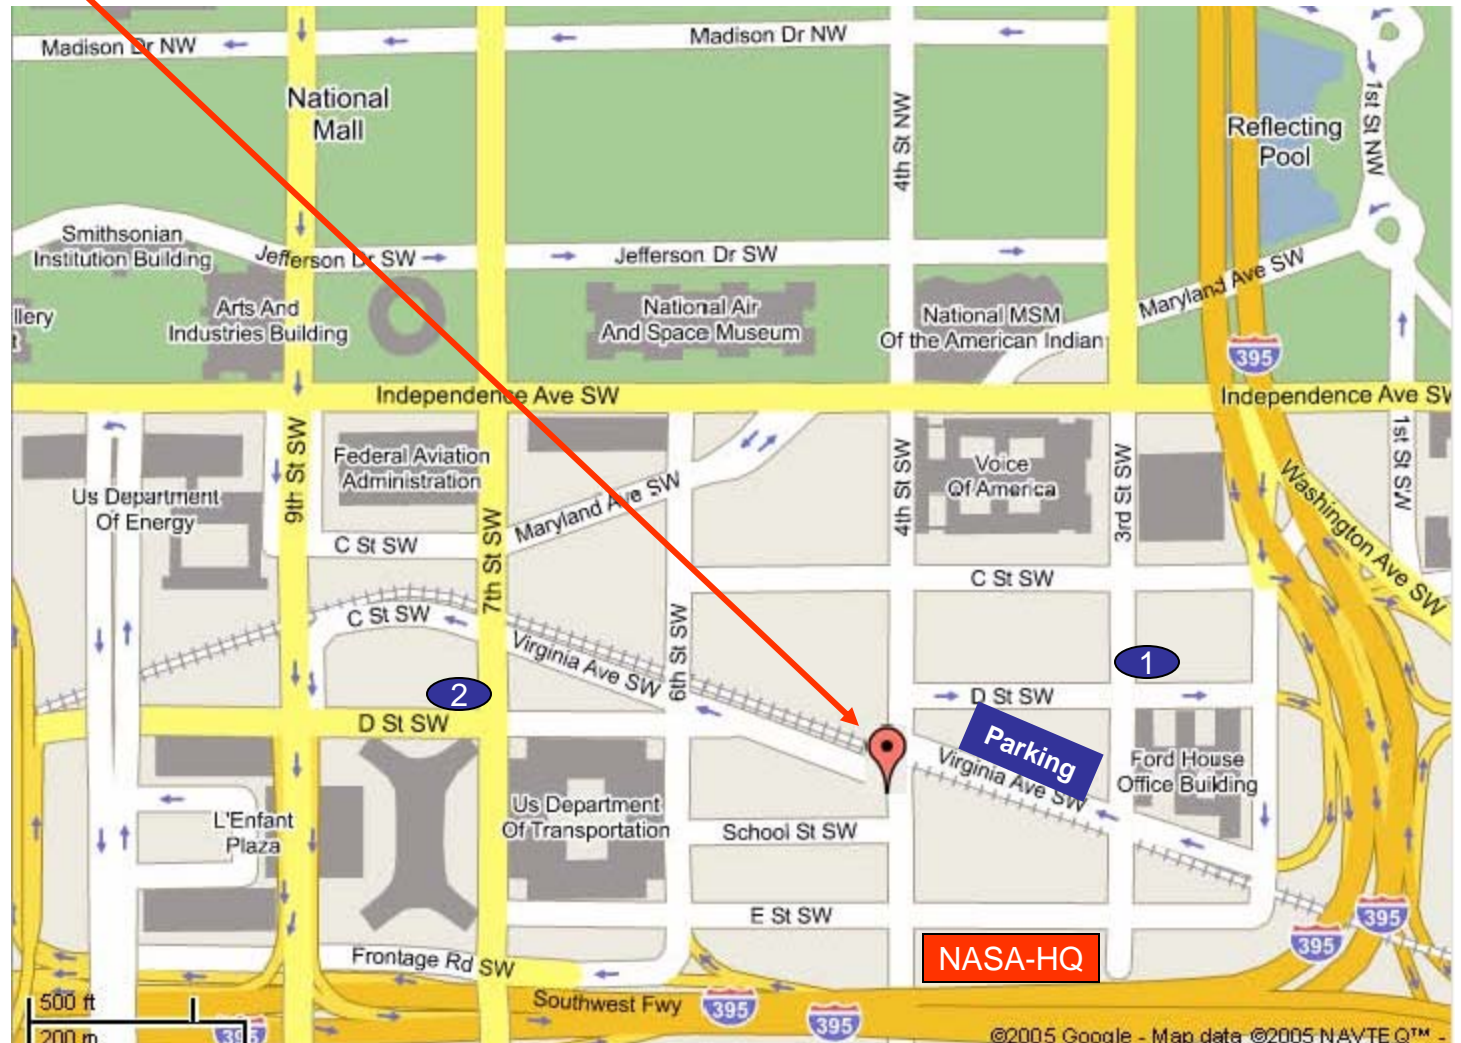 Madison Dr NW
Madison Dr NW
National
Mall
4th St NW
Reflecting
Pool
1st St NW
Smithsonian
Institution Building
Jefferson Dr SW
Jefferson Dr SW
Maryland Ave SW
llery
t
Arts And
Industries Building
National Air
And Space Museum
National MSM
Of the American Indian
395
Independence Ave SW
Independence Ave SW
9th St SW
Federal Aviation
Administration
Maryland Ave SW
4th St SW
Voice
Of America
3rd St SW
1st St SW
Washington Ave SW
Us Department
Of Energy
C St SW
7th St SW
C St SW
C St SW
Virginia Ave SW
6th St SW
1
2
D St SW
D St SW
Parking
Virginia Ave SW
Ford House
Office Building
L'Enfant
Plaza
Us Department
Of Transportation
School St SW
E St SW
NASA-HQ
395
395
Frontage Rd SW
Southwest Fwy
395
395
500 ft
200 m
395
©2005 Google - Map data ©2005 NAVTEQ™ -